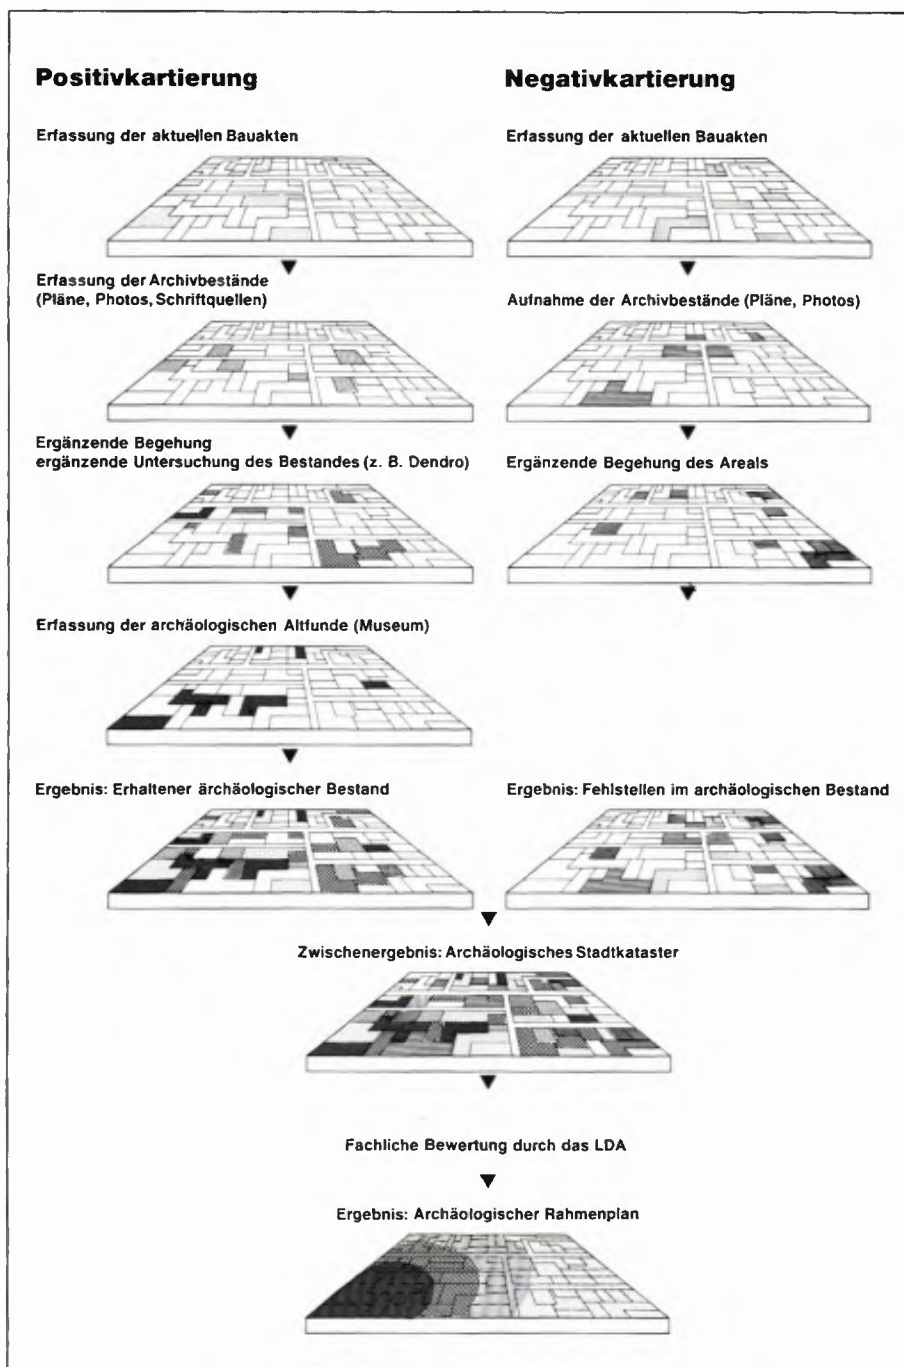 Positivkartierung
Erfassung der aktuellen Bauakten
Erfassung der Archivbestände
(Pläne, Photos, Schriftquellen)
Ergänzende Begehung
ergänzende Untersuchung des Bestandes (z. B. Dendro)
Erfassung der archäologischen Altfunde (Museum)
Ergebnis: Erhaltener ärchäologischer Bestand
Negativkartierung
Erfassung der aktuellen Bauakten
Aufnahme der Archivbestände (Pläne, Photos)
Ergänzende Begehung des Areals
Ergebnis: Fehlstellen im archäologischen Bestand
Zwischenergebnis: Archäologisches Stadtkataster
Fachliche Bewertung durch das LDA
Ergebnis: Archäologischer Rahmenplan